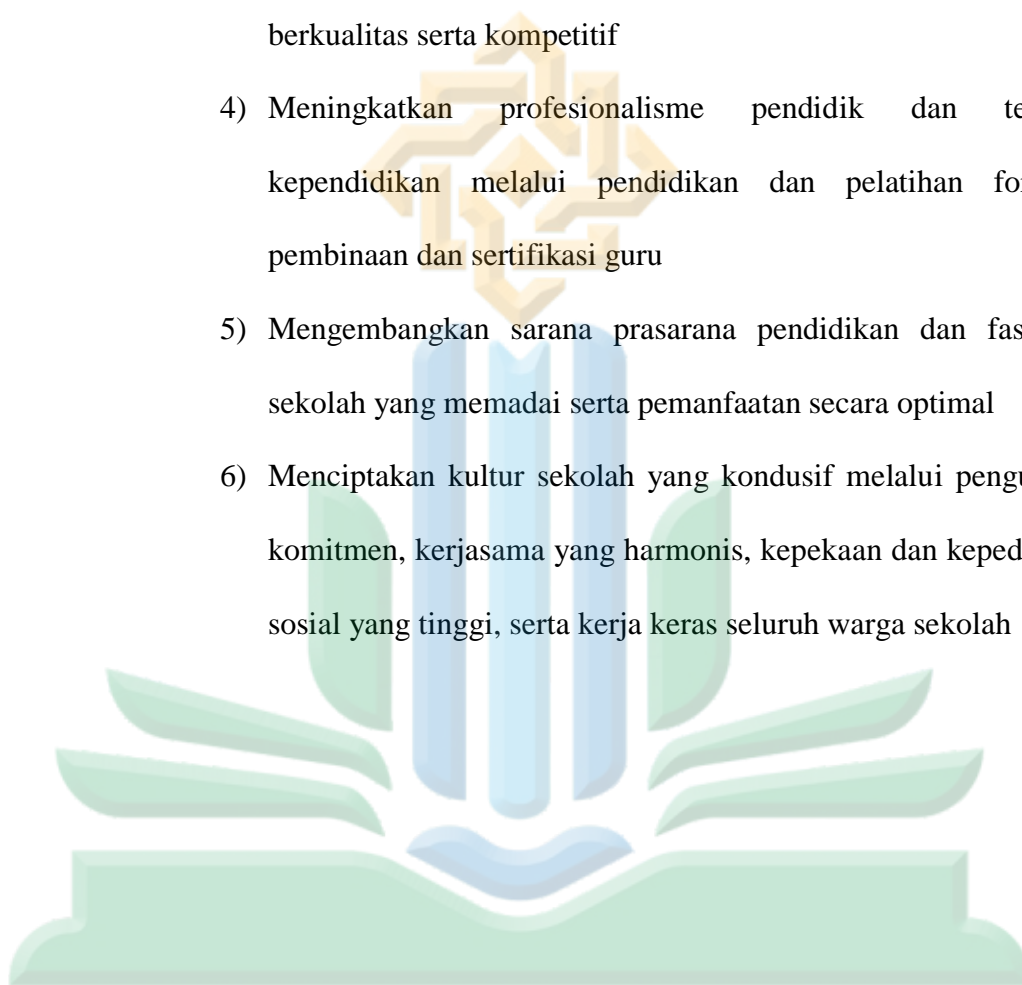 berkualitas serta kompetitif
4) Meningkatkan profesionalisme pendidik dan
kependidikan melalui pendidikan dan pelatihan
pembinaan dan sertifikasi guru
5) Mengembangkan sarana prasarana pendidikan dan
sekolah yang memadai serta pemanfaatan secara optimal
6) Menciptakan kultur sekolah yang kondusif melalui
komitmen, kerjasama yang harmonis, kepekaan dan
sosial yang tinggi, serta kerja keras seluruh warga sekolah